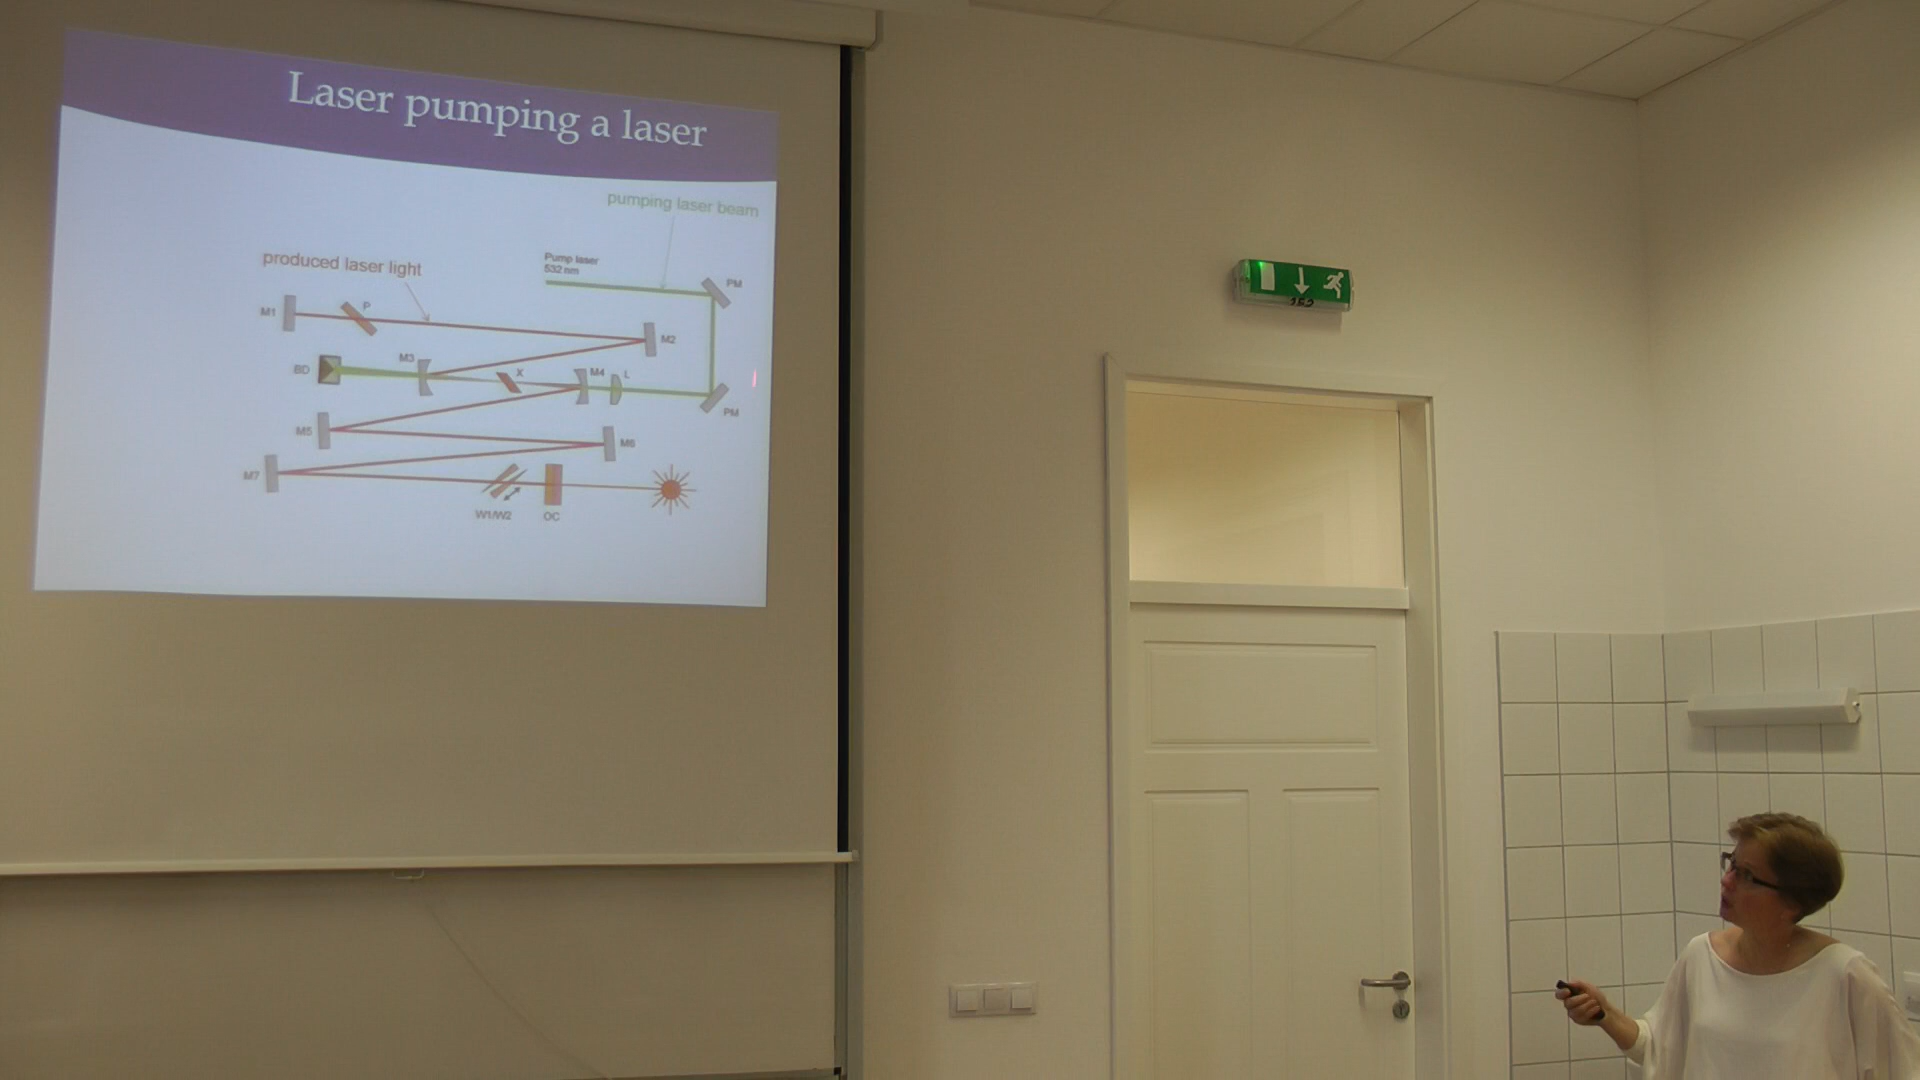 Laser pumping a laser
pumping laser beam
produced laser light
Pump laser
532 nm
PM
M1
P
M2
BD
M3
X
M4
L
PM
M5
M6
M7
W1/W2
OC
152